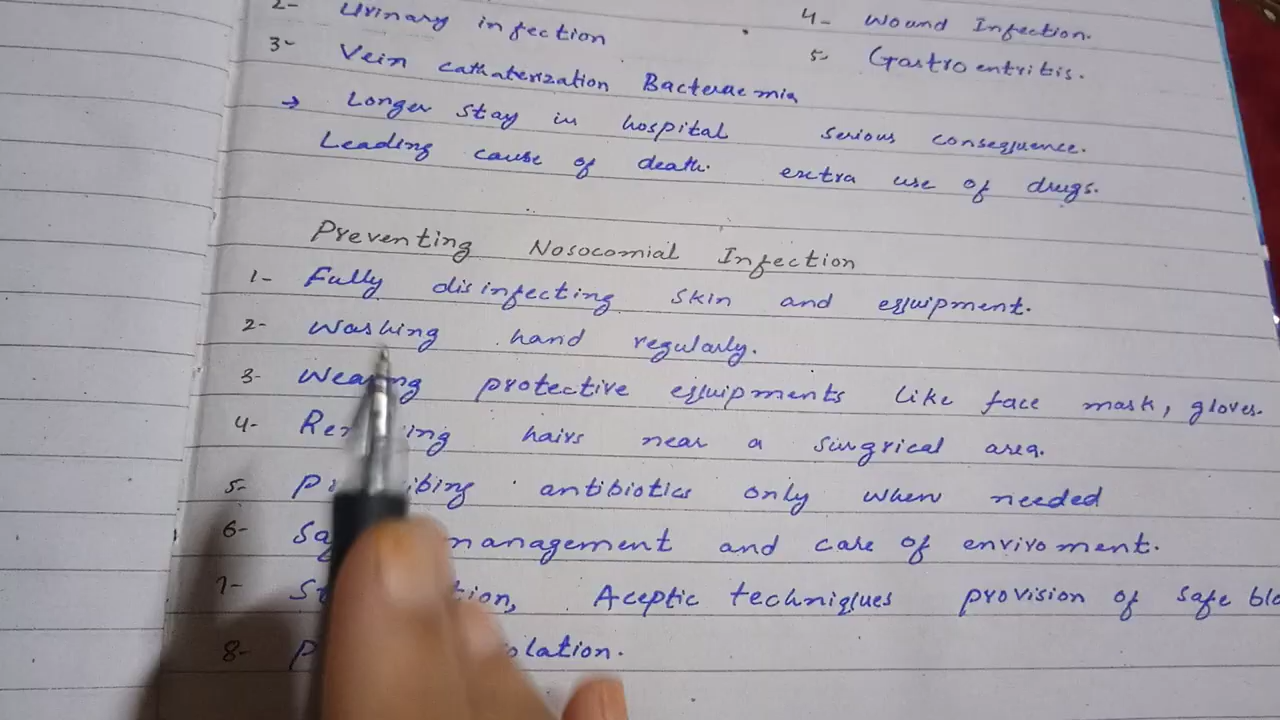 2- Urinary infection 4- Wound Infection.
3- Vein cathaterization Bacteraemia 5- Gastroentritis.
→ Longer stay in hospital serious consequence.
Leading cause of death. extra use of drugs.
Preventing Nosocomial Infection
1- Fully disinfecting skin and equipment.
2- Washing hand regularly.
3- Wearing protective equipments like face mask, gloves.
4- hairs near a surgrical area.
5- antibiotics only when needed
6- management and care of enviroment.
7- Aceptic techniques provision of safe
8-